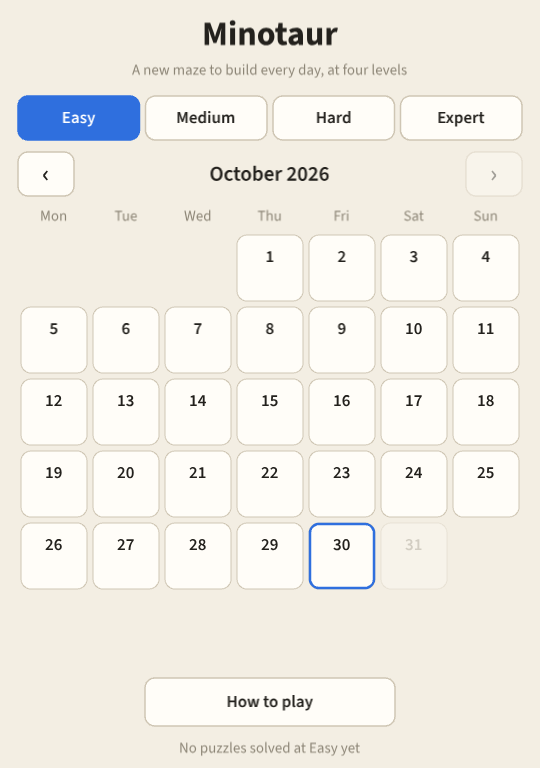 Minotaur
A new maze to build every day, at four levels
Easy Medium Hard Expert
‹ October 2026 ›
Mon Tue Wed Thu Fri Sat Sun
1 2 3 4
5 6 7 8 9 10 11
12 13 14 15 16 17 18
19 20 21 22 23 24 25
26 27 28 29 30 31
How to play
No puzzles solved at Easy yet